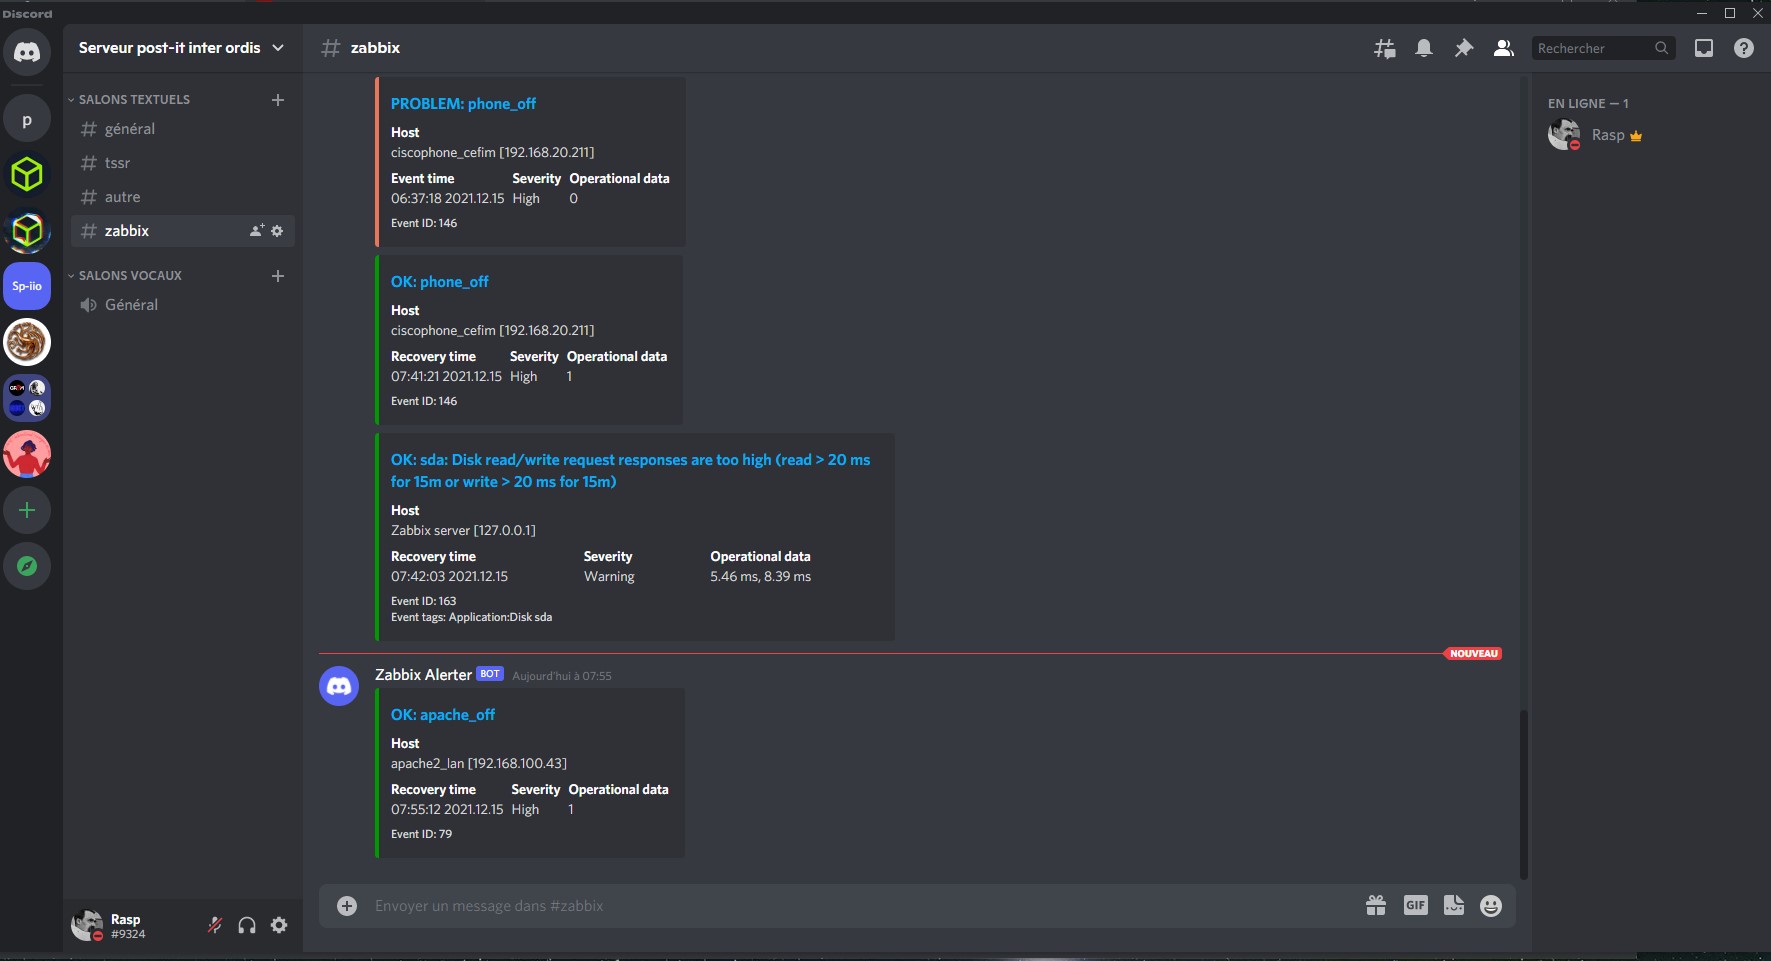 Discord
Serveur post-it inter ordis
zabbix
Rechercher
p
Sp-iio
SALONS TEXTUELS
général
tssr
autre
zabbix
SALONS VOCAUX
Général
PROBLEM: phone_off
Host
ciscophone_cefim [192.168.20.211]
Event time Severity Operational data
06:37:18 2021.12.15 High 0
Event ID: 146
OK: phone_off
Host
ciscophone_cefim [192.168.20.211]
Recovery time Severity Operational data
07:41:21 2021.12.15 High 1
Event ID: 146
OK: sda: Disk read/write request responses are too high (read > 20 ms
for 15m or write > 20 ms for 15m)
Host
Zabbix server [127.0.0.1]
Recovery time Severity Operational data
07:42:03 2021.12.15 Warning 5.46 ms, 8.39 ms
Event ID: 163
Event tags: Application:Disk sda
NOUVEAU
Zabbix Alerter BOT Aujourd'hui à 07:55
OK: apache_off
Host
apache2_lan [192.168.100.43]
Recovery time Severity Operational data
07:55:12 2021.12.15 High 1
Event ID: 79
Envoyer un message dans #zabbix
GIF
EN LIGNE — 1
Rasp
Rasp
#9324